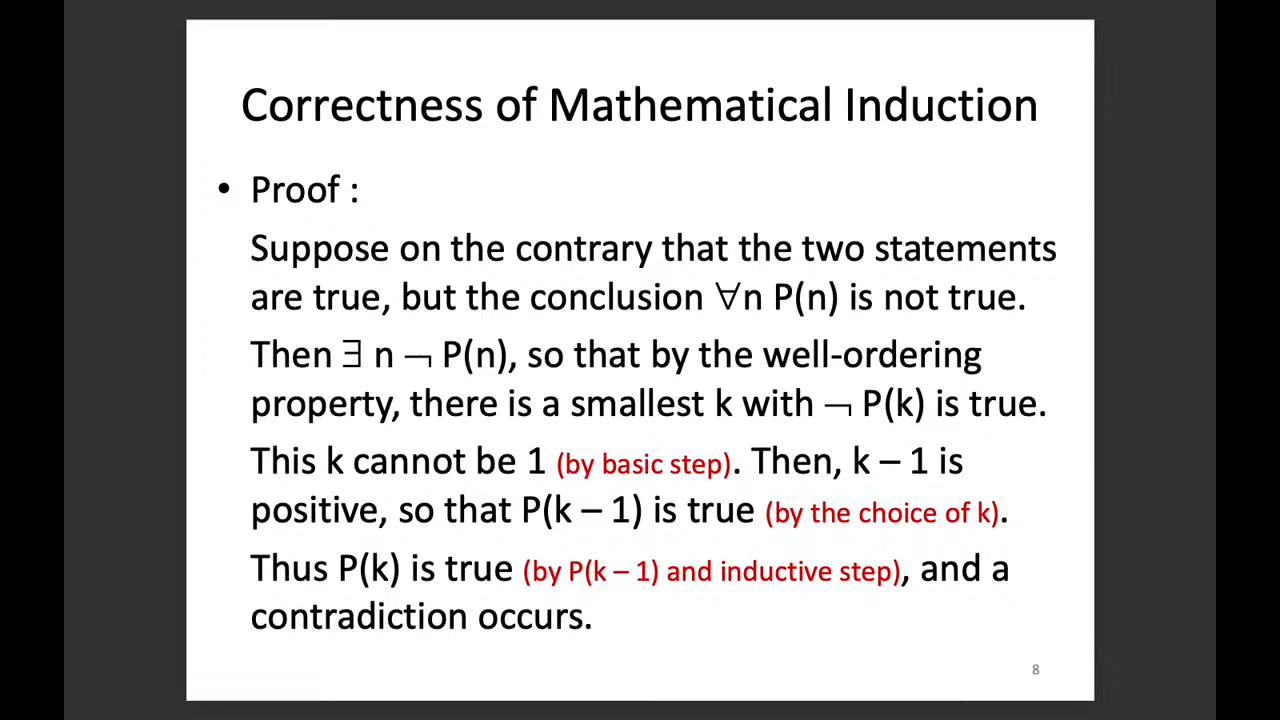 Correctness of Mathematical Induction
• Proof :
Suppose on the contrary that the two statements
are true, but the conclusion ∀n P(n) is not true.
Then ∃ n ¬ P(n), so that by the well-ordering
property, there is a smallest k with ¬ P(k) is true.
This k cannot be 1 (by basic step). Then, k – 1 is
positive, so that P(k – 1) is true (by the choice of k).
Thus P(k) is true (by P(k – 1) and inductive step), and a
contradiction occurs.
8